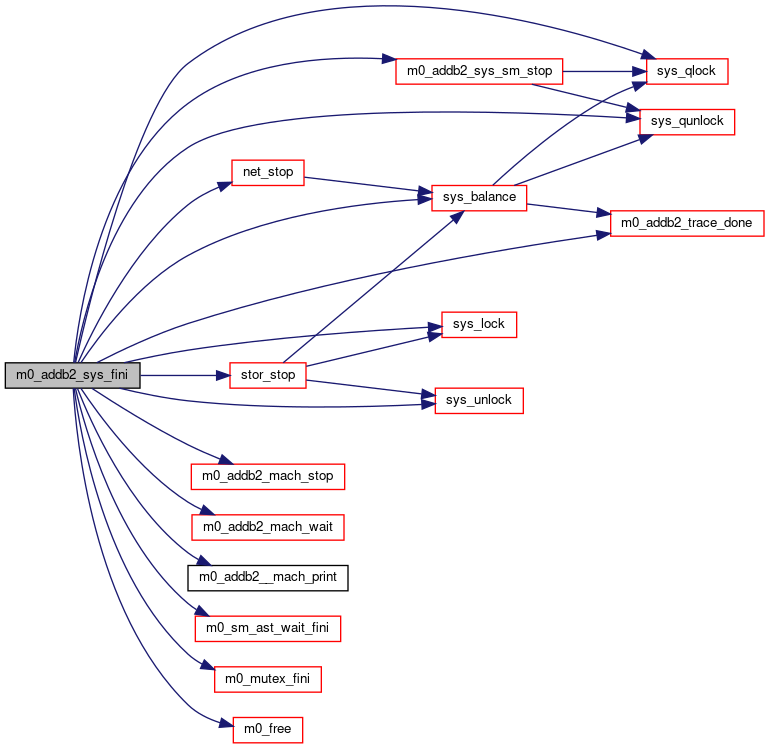 sys_qlock
m0_addb2_sys_sm_stop
sys_qunlock
net_stop
sys_balance
m0_addb2_trace_done
sys_lock
m0_addb2_sys_fini
stor_stop
sys_unlock
m0_addb2_mach_stop
m0_addb2_mach_wait
m0_addb2__mach_print
m0_sm_ast_wait_fini
m0_mutex_fini
m0_free